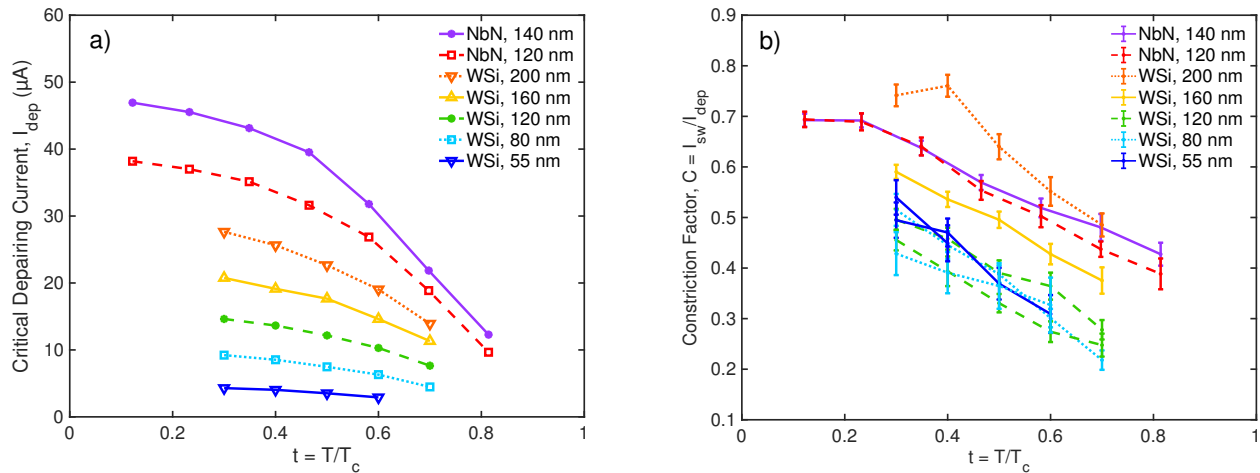 a)
Critical Depairing Current, I_dep (µA)
60
50
40
30
20
10
0
0
0.2
0.4
0.6
0.8
1
t = T/T_c
NbN, 140 nm
NbN, 120 nm
WSi, 200 nm
WSi, 160 nm
WSi, 120 nm
WSi, 80 nm
WSi, 55 nm
b)
Constriction Factor, C = I_sw/I_dep
0.9
0.8
0.7
0.6
0.5
0.4
0.3
0.2
0.1
0
0.2
0.4
0.6
0.8
1
t = T/T_c
NbN, 140 nm
NbN, 120 nm
WSi, 200 nm
WSi, 160 nm
WSi, 120 nm
WSi, 80 nm
WSi, 55 nm